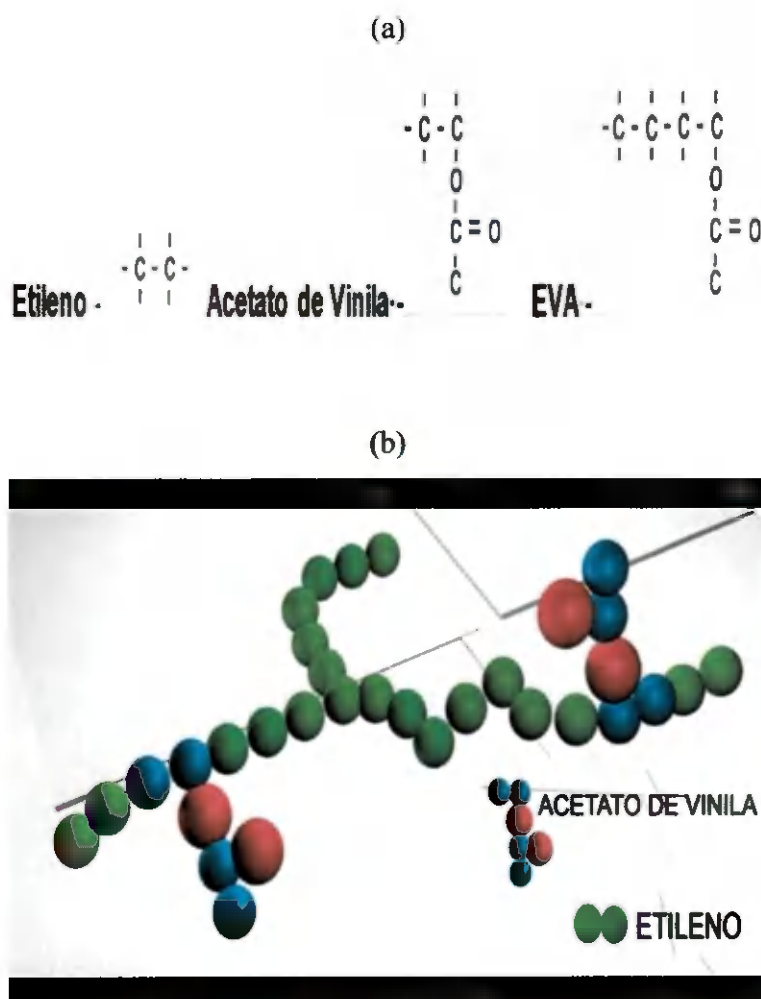 (a)
Etileno -
- C - C -
Acetato de Vinila -
- C - C
O
C = O
C
EVA -
- C - C - C - C
O
C = O
C
(b)
ACETATO DE VINILA
ETILENO